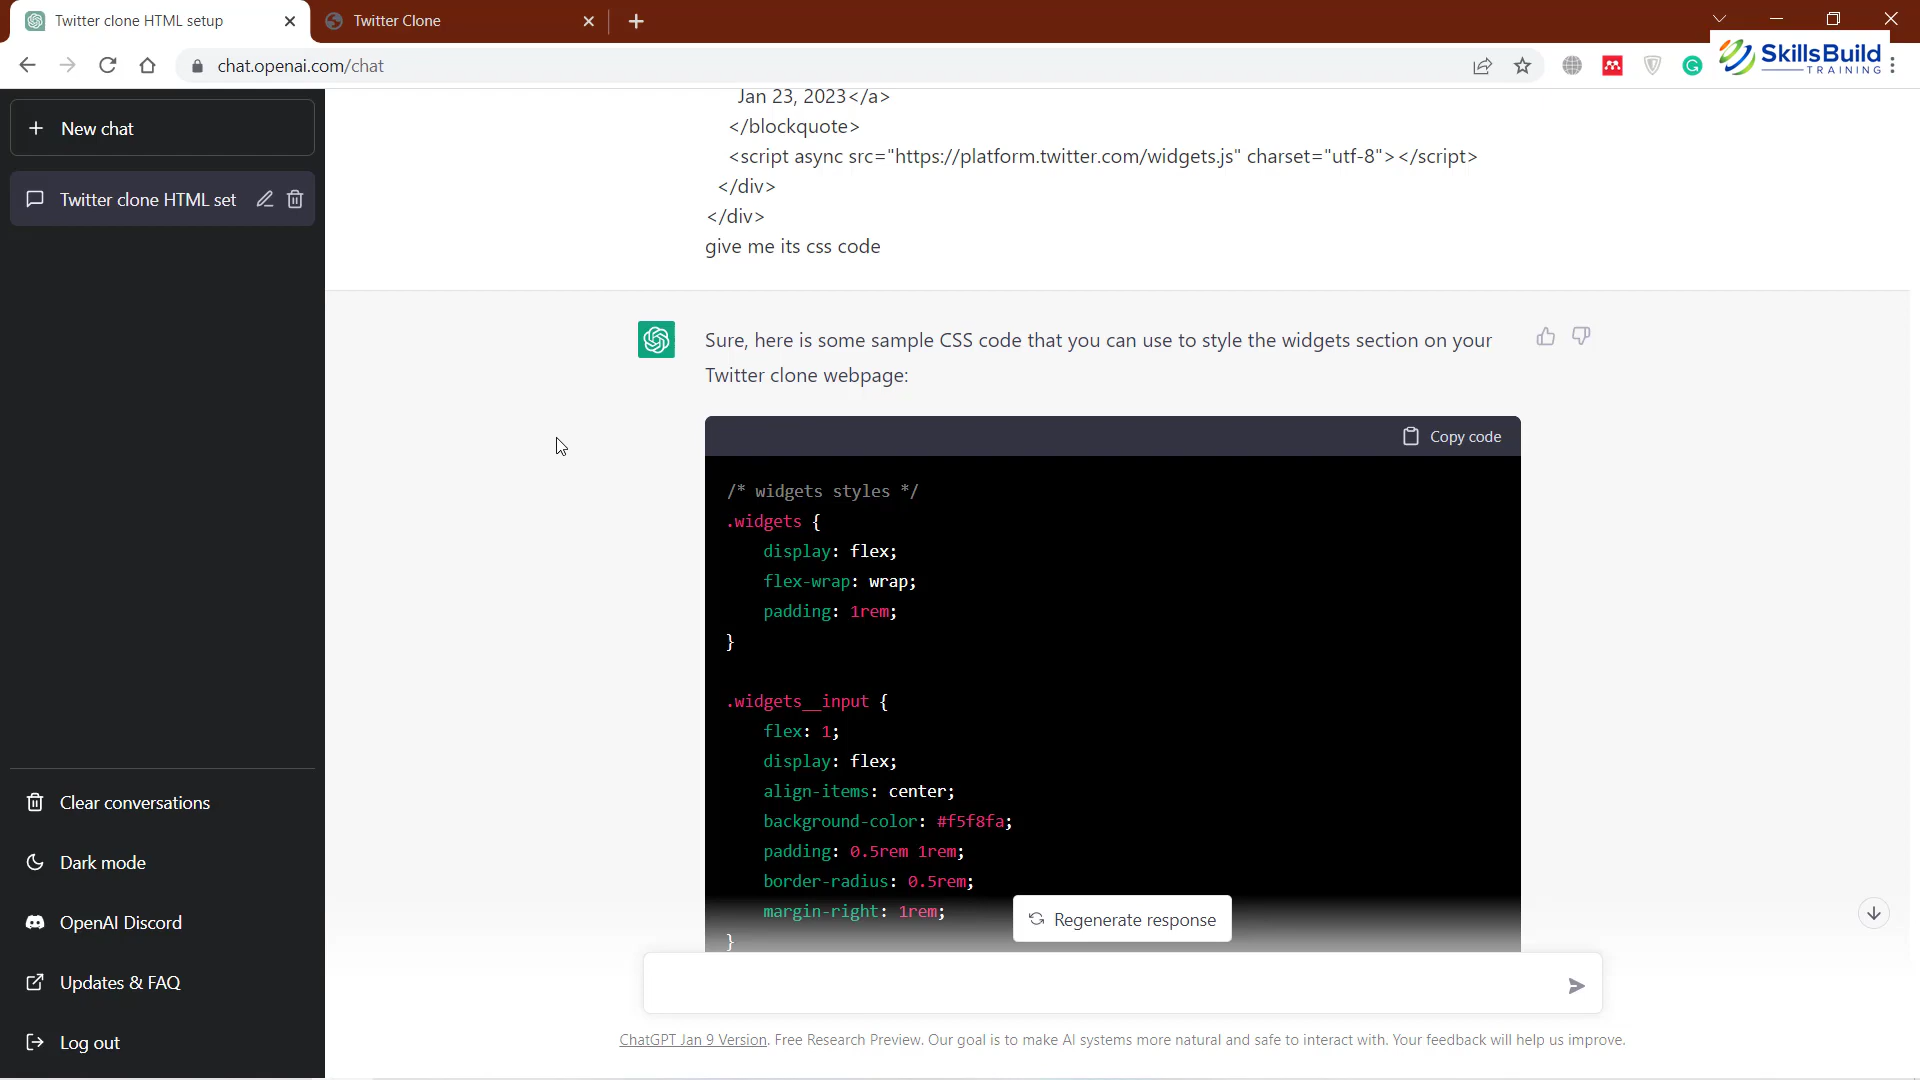 Twitter clone HTML setup
Twitter Clone
chat.openai.com/chat
SkillsBuild
TRAINING
New chat
Twitter clone HTML set
Clear conversations
Dark mode
OpenAI Discord
Updates & FAQ
Log out
Jan 23, 2023</a>
</blockquote>
<script async src="https://platform.twitter.com/widgets.js" charset="utf-8"></script>
</div>
</div>
give me its css code
Sure, here is some sample CSS code that you can use to style the widgets section on your
Twitter clone webpage:
Copy code
/* widgets styles */
.widgets {
display: flex;
flex-wrap: wrap;
padding: 1rem;
}
.widgets__input {
flex: 1;
display: flex;
align-items: center;
background-color: #f5f8fa;
padding: 0.5rem 1rem;
border-radius: 0.5rem;
margin-right: 1rem;
}
Regenerate response
ChatGPT Jan 9 Version. Free Research Preview. Our goal is to make AI systems more natural and safe to interact with. Your feedback will help us improve.